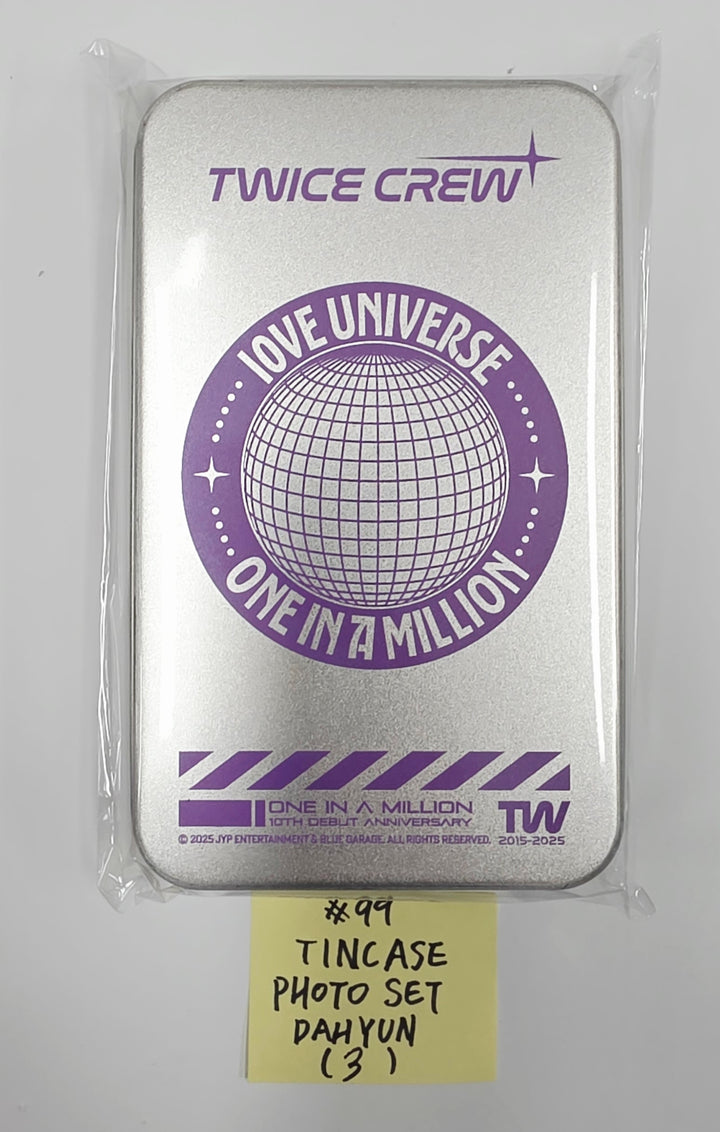 TWICE CREW
10VE UNIVERSE
ONE IN A MILLION
ONE IN A MILLION
10TH DEBUT ANNIVERSARY
TW
© 2025 JYP ENTERTAINMENT & BLUE GARAGE. ALL RIGHTS RESERVED.
2015-2025
#99
TINCASE
PHOTO SET
DAHYUN
(3)